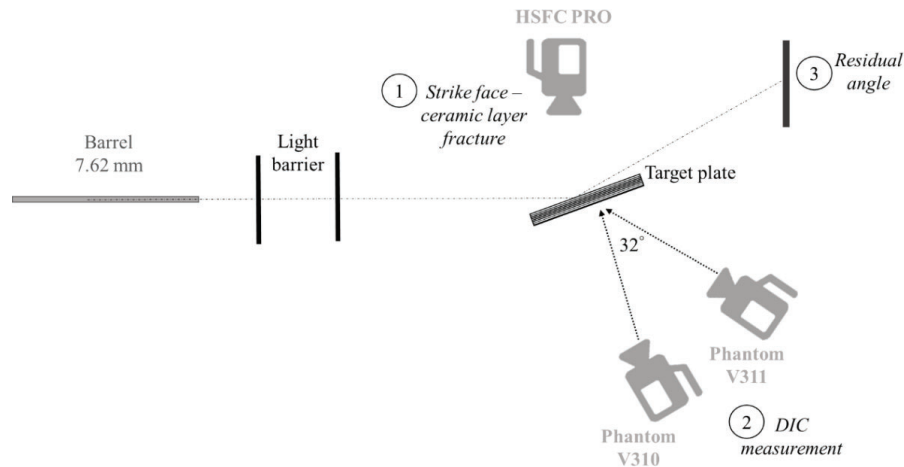 HSFC PRO
1
Strike face –
ceramic layer
fracture
3
Residual
angle
Barrel
7.62 mm
Light
barrier
Target plate
32°
Phantom
V311
Phantom
V310
2
DIC
measurement